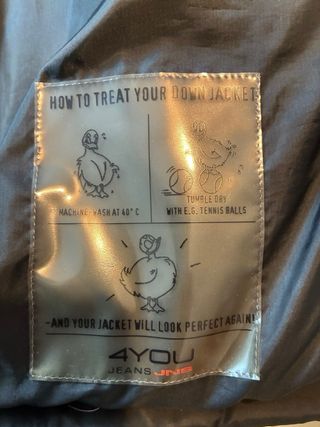 HOW TO TREAT YOUR DOWN JACKET
MACHINE-WASH AT 40° C
TUMBLE DRY
WITH E.G. TENNIS BALLS
-AND YOUR JACKET WILL LOOK PERFECT AGAIN!
4YOU
JEANS JNS